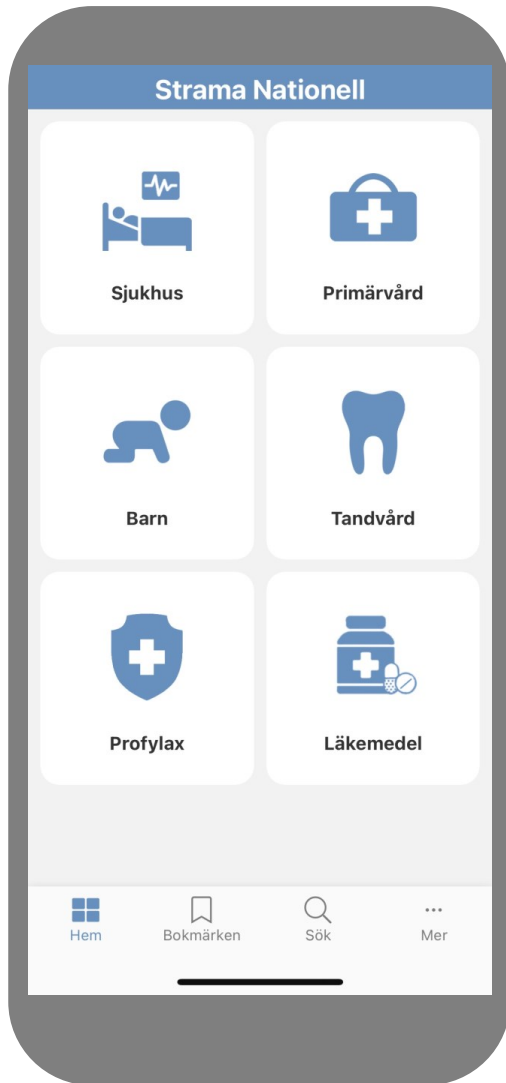 Strama Nationell
Sjukhus Primärvård
Barn Tandvård
Profylax Läkemedel
Hem Bokmärken Sök Mer